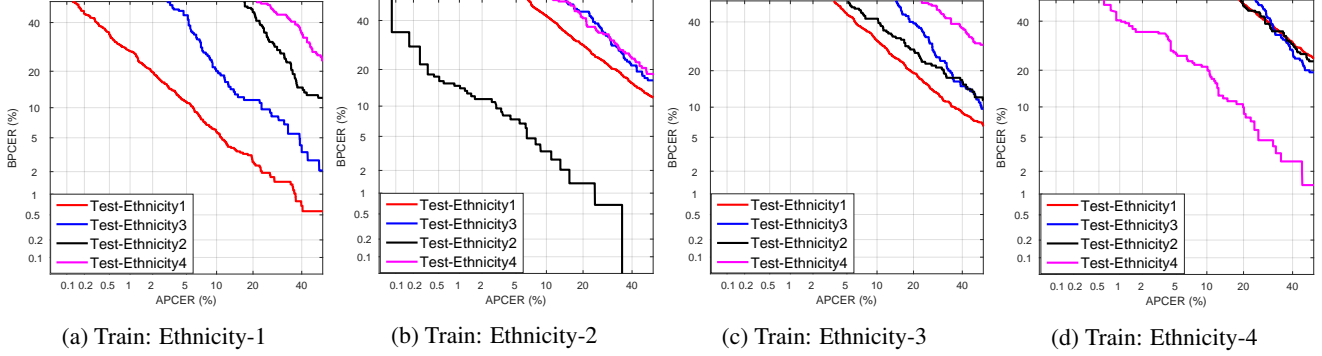 BPCER (%)
40
20
10
5
2
1
0.5
0.2
0.1
Test-Ethnicity1
Test-Ethnicity3
Test-Ethnicity2
Test-Ethnicity4
0.1 0.2 0.5 1 2 5 10 20 40
APCER (%)
(a) Train: Ethnicity-1
BPCER (%)
40
20
10
5
2
1
0.5
0.2
0.1
Test-Ethnicity1
Test-Ethnicity3
Test-Ethnicity2
Test-Ethnicity4
0.1 0.2 0.5 1 2 5 10 20 40
APCER (%)
(b) Train: Ethnicity-2
BPCER (%)
40
20
10
5
2
1
0.5
0.2
0.1
Test-Ethnicity1
Test-Ethnicity3
Test-Ethnicity2
Test-Ethnicity4
0.1 0.2 0.5 1 2 5 10 20 40
APCER (%)
(c) Train: Ethnicity-3
BPCER (%)
40
20
10
5
2
1
0.5
0.2
0.1
Test-Ethnicity1
Test-Ethnicity3
Test-Ethnicity2
Test-Ethnicity4
0.1 0.2 0.5 1 2 5 10 20 40
APCER (%)
(d) Train: Ethnicity-4